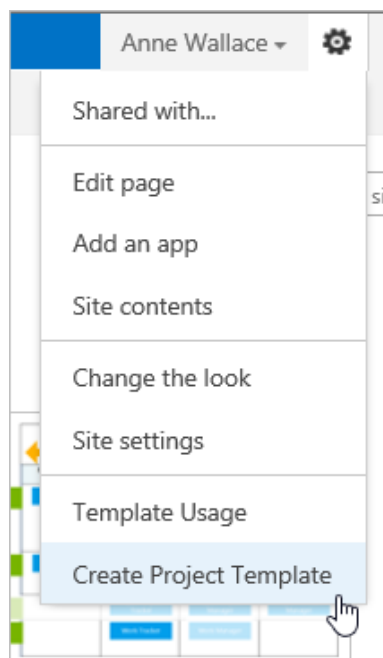 Anne Wallace
Shared with...
Edit page
si
Add an app
Site contents
Change the look
Site settings
Template Usage
Create Project Template